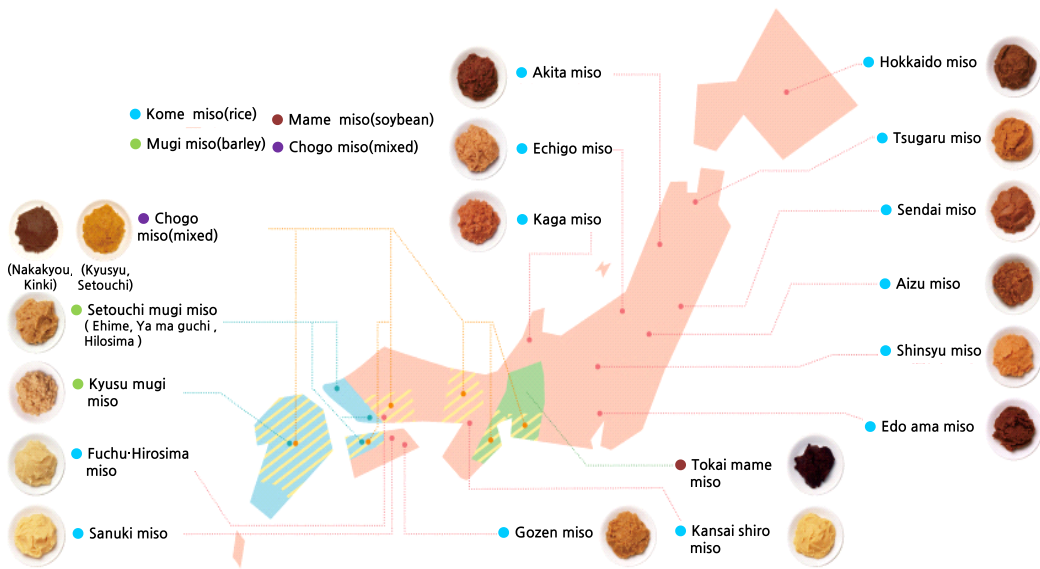 Akita miso
Hokkaido miso
Kome miso(rice)
Mame miso(soybean)
Mugi miso(barley)
Chogo miso(mixed)
Echigo miso
Tsugaru miso
Kaga miso
Sendai miso
Chogo
miso(mixed)
(Nakakyou,
Kinki)
(Kyusyu,
Setouchi)
Aizu miso
Setouchi mugi miso
( Ehime, Ya ma guchi ,
Hilosima )
Shinsyu miso
Kyusu mugi
miso
Edo ama miso
Fuchu·Hirosima
miso
Tokai mame
miso
Sanuki miso
Gozen miso
Kansai shiro
miso